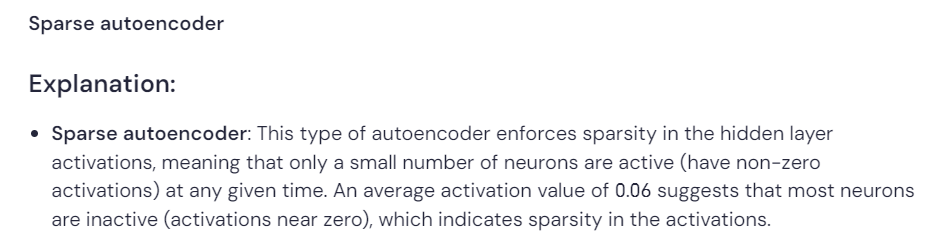 Sparse autoencoder
Explanation:
• Sparse autoencoder: This type of autoencoder enforces sparsity in the hidden layer
activations, meaning that only a small number of neurons are active (have non-zero
activations) at any given time. An average activation value of 0.06 suggests that most neurons
are inactive (activations near zero), which indicates sparsity in the activations.